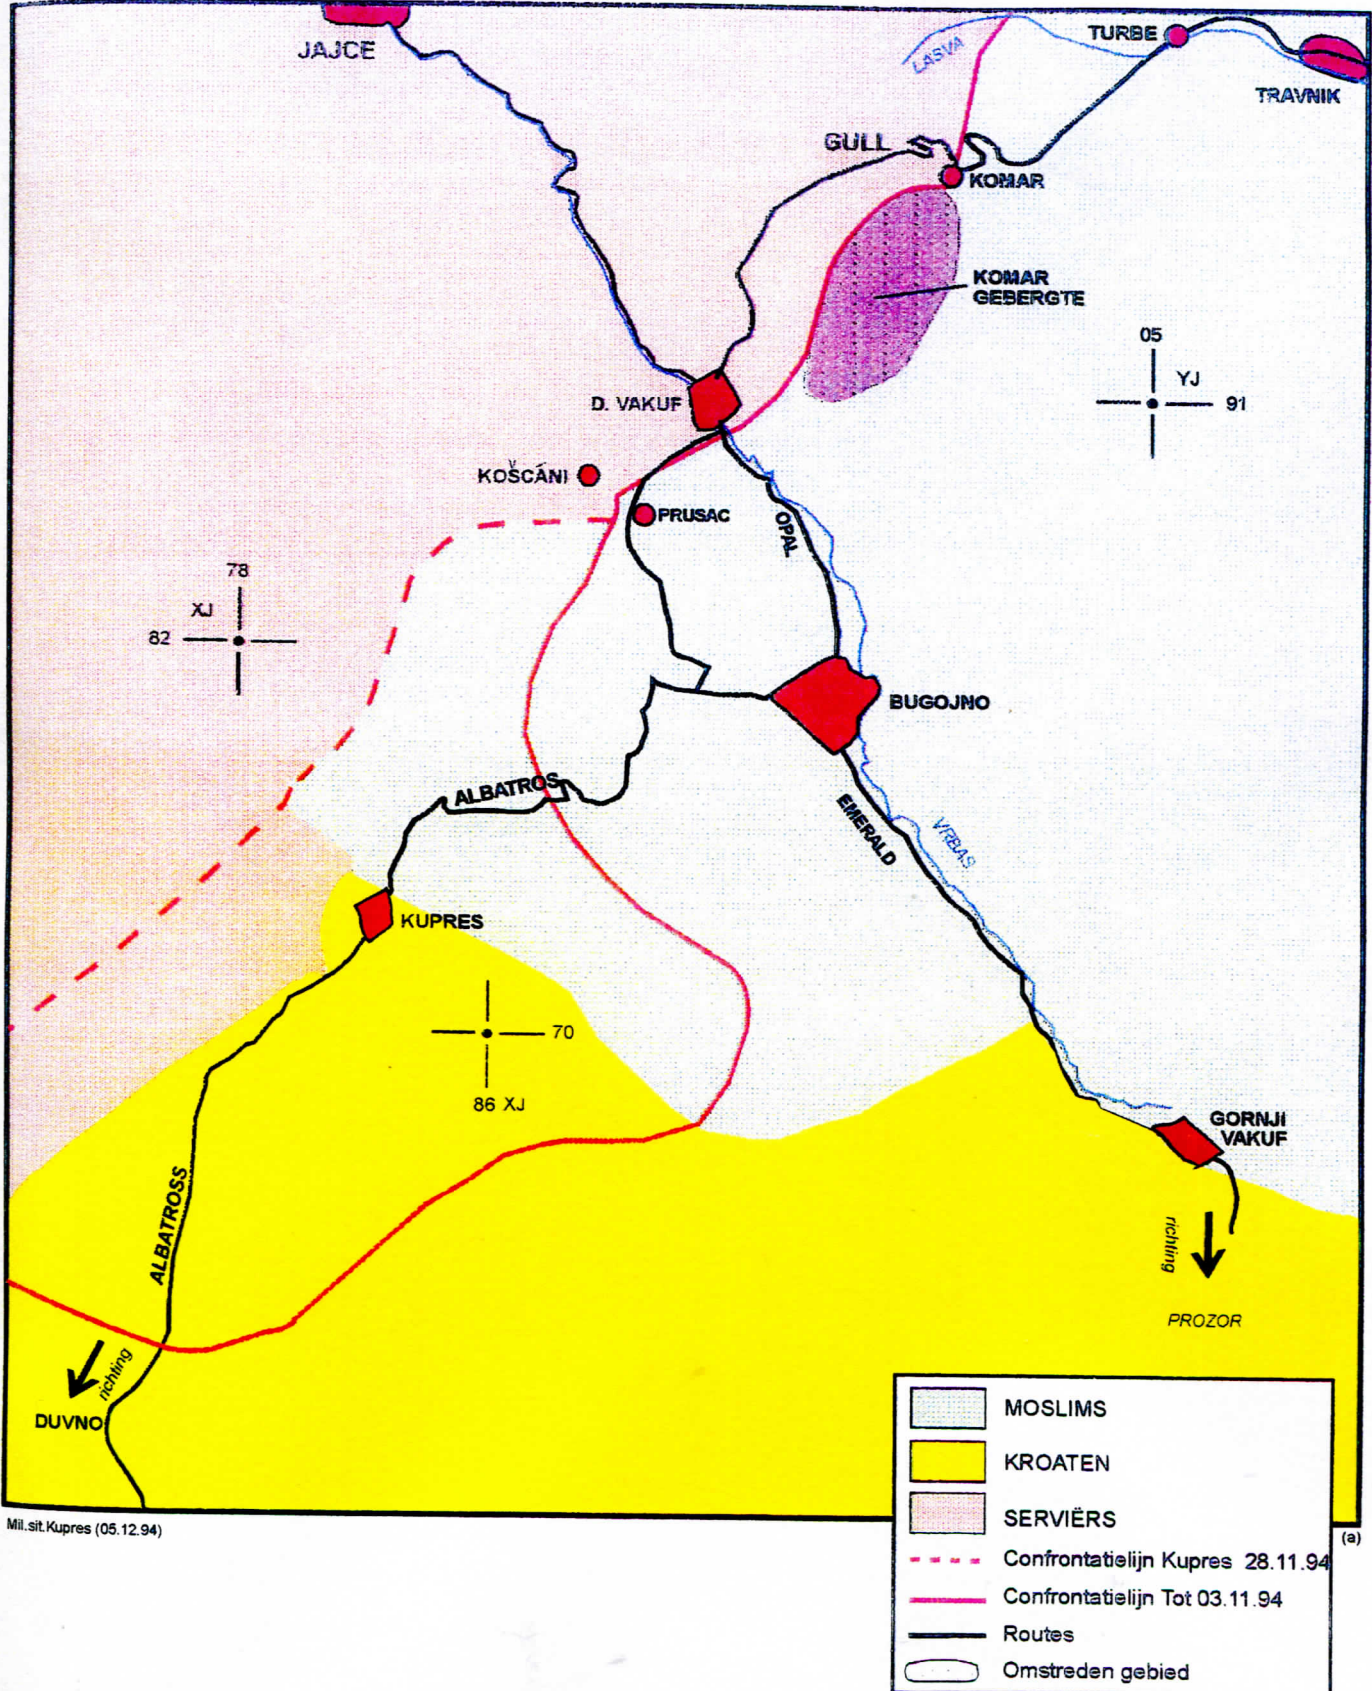 JAJCE
LASVA
TURBE
TRAVNIK
GULL
KOMAR
KOMAR
GEBERGTE
05
YJ
91
D. VAKUF
KOŠCÁNI
PRUSAC
OPAL
78
XJ
82
BUGOJNO
ALBATROS
EMERALD
VRBAS
KUPRES
70
86 XJ
GORNJI
VAKUF
ALBATROSS
richting
PROZOR
richting
DUVNO
MOSLIMS
KROATEN
SERVIËRS
Confrontatielijn Kupres 28.11.94
Confrontatielijn Tot 03.11.94
Routes
Omstreden gebied
Mil.sit.Kupres (05.12.94)
(a)